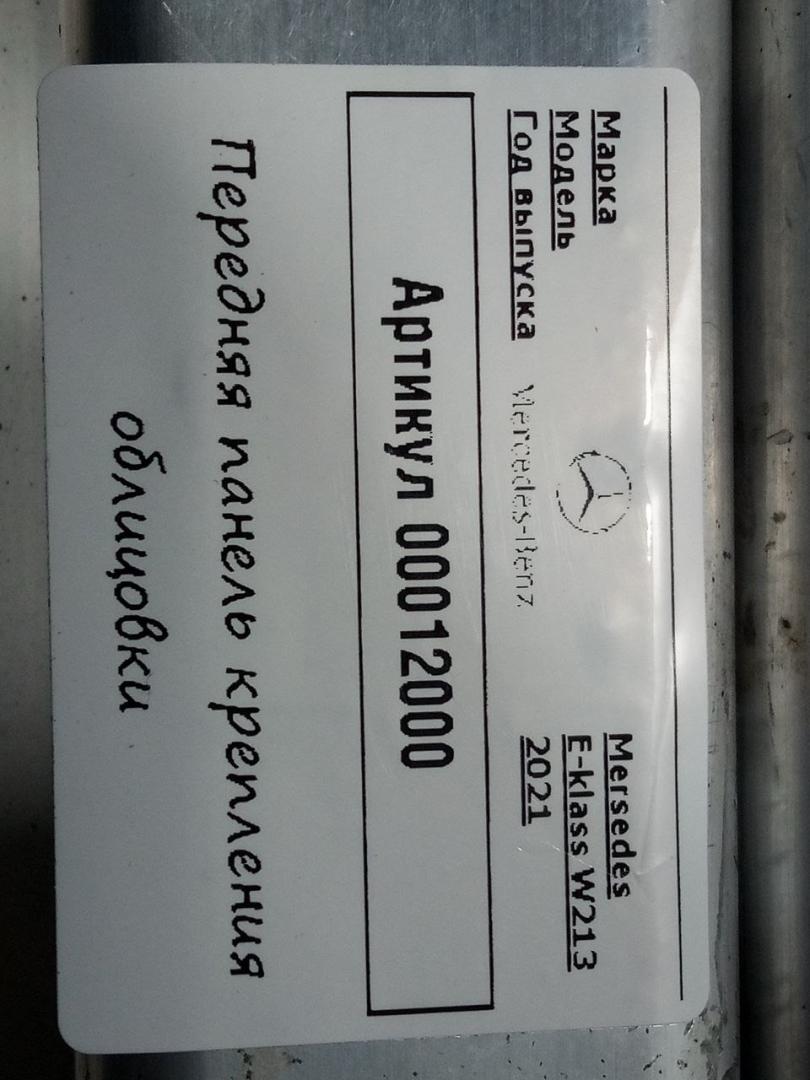 Марка Mersedes
Модель E-klass W213
Год выпуска Mercedes-Benz 2021
Артикул 00012000
Передняя панель крепления
облицовки